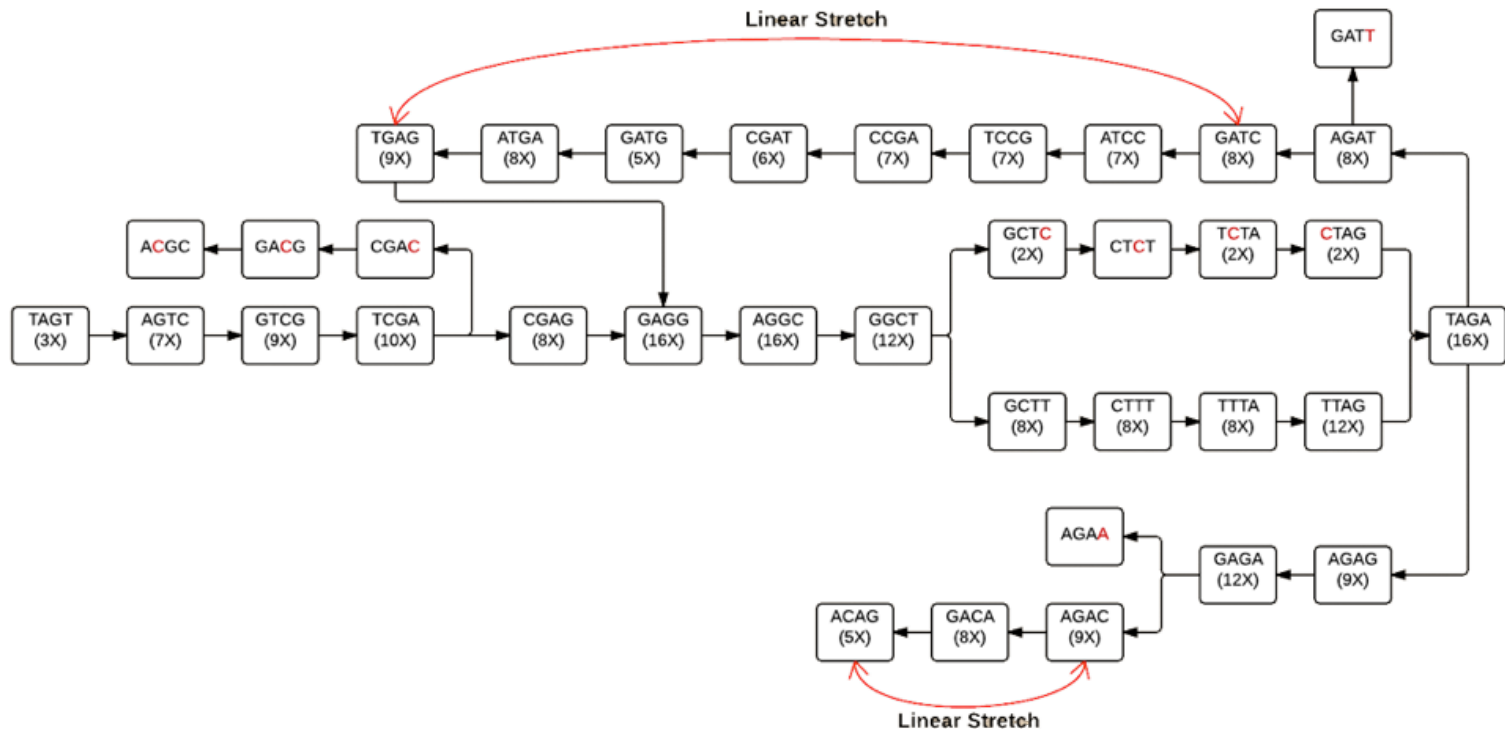 Linear Stretch
GATT
TGAG
(9X)
ATGA
(8X)
GATG
(5X)
CGAT
(6X)
CCGA
(7X)
TCCG
(7X)
ATCC
(7X)
GATC
(8X)
AGAT
(8X)
ACGC
GACG
CGAC
GCTC
(2X)
CTCT
TCTA
(2X)
CTAG
(2X)
TAGT
(3X)
AGTC
(7X)
GTCG
(9X)
TCGA
(10X)
CGAG
(8X)
GAGG
(16X)
AGGC
(16X)
GGCT
(12X)
TAGA
(16X)
GCTT
(8X)
CTTT
(8X)
TTTA
(8X)
TTAG
(12X)
AGAA
GAGA
(12X)
AGAG
(9X)
ACAG
(5X)
GACA
(8X)
AGAC
(9X)
Linear Stretch